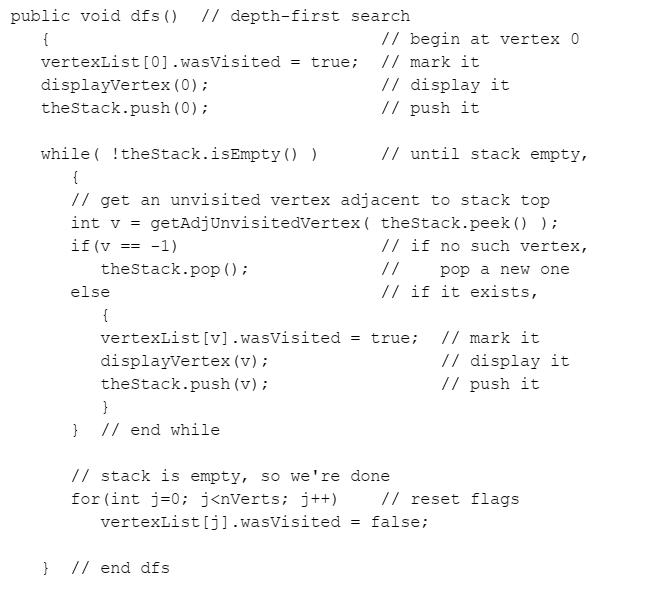 public void dfs()  // depth-first search
   {                                 // begin at vertex 0
   vertexList[0].wasVisited = true;  // mark it
   displayVertex(0);                 // display it
   theStack.push(0);                 // push it

   while( !theStack.isEmpty() )      // until stack empty,
      {
      // get an unvisited vertex adjacent to stack top
      int v = getAdjUnvisitedVertex( theStack.peek() );
      if(v == -1)                    // if no such vertex,
         theStack.pop();             //    pop a new one
      else                           // if it exists,
         {
         vertexList[v].wasVisited = true;  // mark it
         displayVertex(v);                 // display it
         theStack.push(v);                 // push it
         }
      }  // end while

      // stack is empty, so we're done
      for(int j=0; j<nVerts; j++)    // reset flags
         vertexList[j].wasVisited = false;

   }  // end dfs